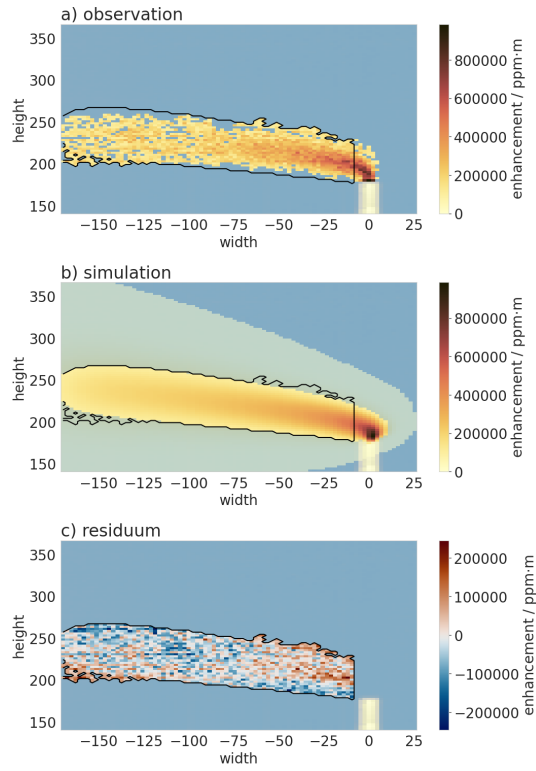 a) observation
350
300
250
200
150
height
−150 −125 −100 −75 −50 −25 0 25
width
800000
600000
400000
200000
0
enhancement / ppm·m
b) simulation
350
300
250
200
150
height
−150 −125 −100 −75 −50 −25 0 25
width
800000
600000
400000
200000
0
enhancement / ppm·m
c) residuum
350
300
250
200
150
height
−150 −125 −100 −75 −50 −25 0 25
width
200000
100000
0
−100000
−200000
enhancement / ppm·m